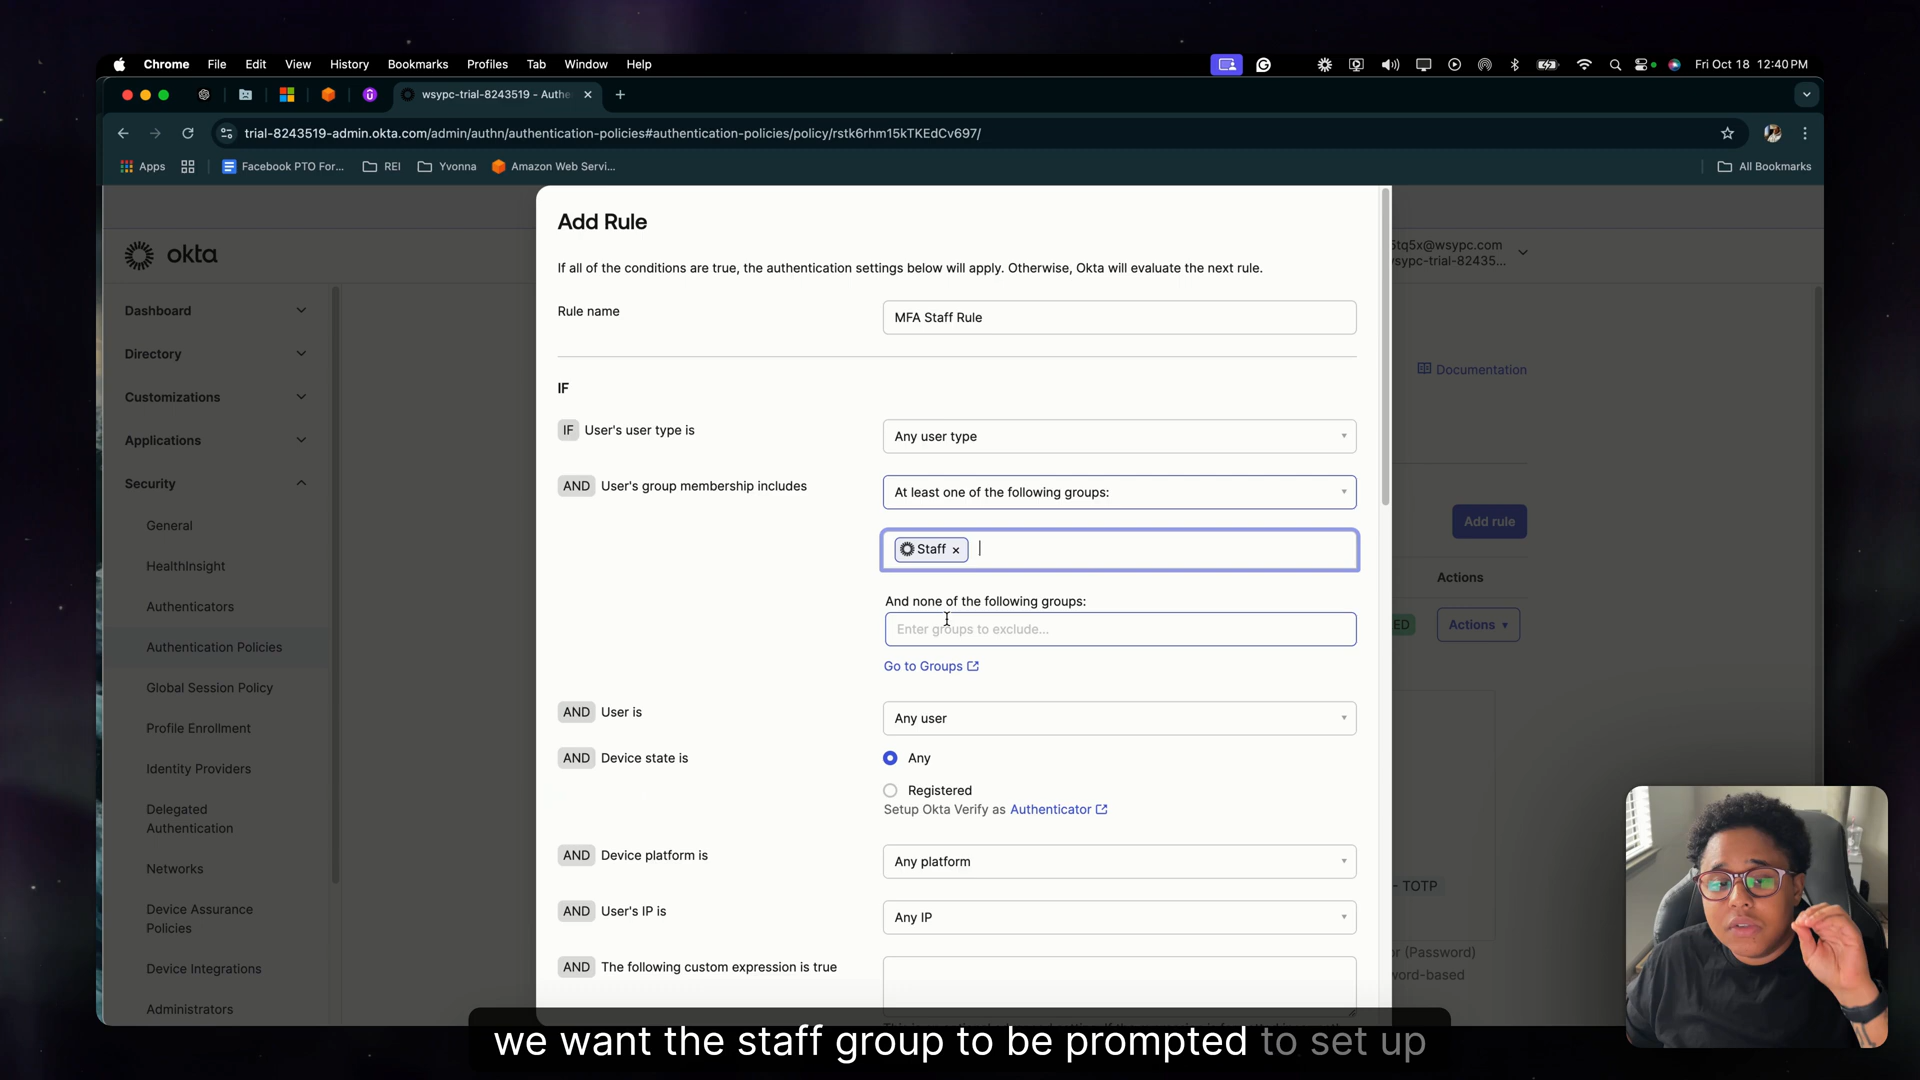 Chrome File Edit View History Bookmarks Profiles Tab Window Help Fri Oct 18 12:40 PM
wsypc-trial-8243519 - Authe
trial-8243519-admin.okta.com/admin/authn/authentication-policies#authentication-policies/policy/rstk6rhm15kTKEdCv697/
Apps Facebook PTO For... REI Yvonna Amazon Web Servi... All Bookmarks
okta
5tq5x@wsypc.com
wsypc-trial-82435...
Dashboard
Directory
Customizations
Applications
Security
General
HealthInsight
Authenticators
Authentication Policies
Global Session Policy
Profile Enrollment
Identity Providers
Delegated
Authentication
Networks
Device Assurance
Policies
Device Integrations
Administrators
Add Rule
If all of the conditions are true, the authentication settings below will apply. Otherwise, Okta will evaluate the next rule.
Rule name MFA Staff Rule
IF
IF User's user type is Any user type
AND User's group membership includes At least one of the following groups:
Staff ×
And none of the following groups:
Enter groups to exclude...
Go to Groups
AND User is Any user
AND Device state is Any
Registered
Setup Okta Verify as Authenticator
AND Device platform is Any platform
AND User's IP is Any IP
AND The following custom expression is true
Documentation
Add rule
Actions
ED Actions
- TOTP
or (Password)
word-based
we want the staff group to be prompted to set up